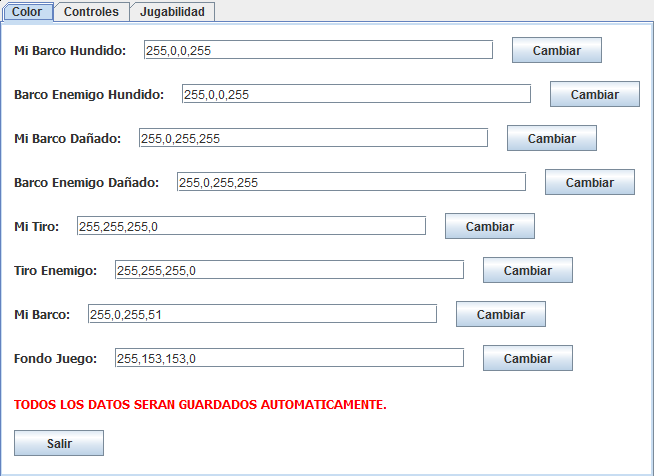 Color Controles Jugabilidad
Mi Barco Hundido: 255,0,0,255 Cambiar
Barco Enemigo Hundido: 255,0,0,255 Cambiar
Mi Barco Dañado: 255,0,255,255 Cambiar
Barco Enemigo Dañado: 255,0,255,255 Cambiar
Mi Tiro: 255,255,255,0 Cambiar
Tiro Enemigo: 255,255,255,0 Cambiar
Mi Barco: 255,0,255,51 Cambiar
Fondo Juego: 255,153,153,0 Cambiar
TODOS LOS DATOS SERAN GUARDADOS AUTOMATICAMENTE.
Salir